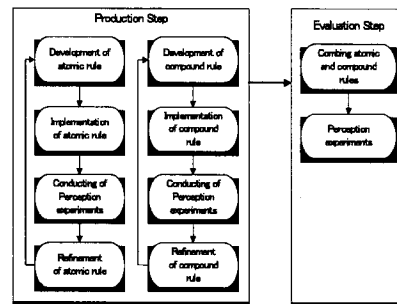 Production Step
Development of
atomic rule
Implementation
of atomic rule
Conducting of
Perception
experiments
Refinement
of atomic rule
Development of
compound rule
Implementation
of compound
rule
Conducting of
Perception
experiments
Refinement
of compound
rule
Evaluation Step
Combing atomic
and compound
rules
Perception
experiments